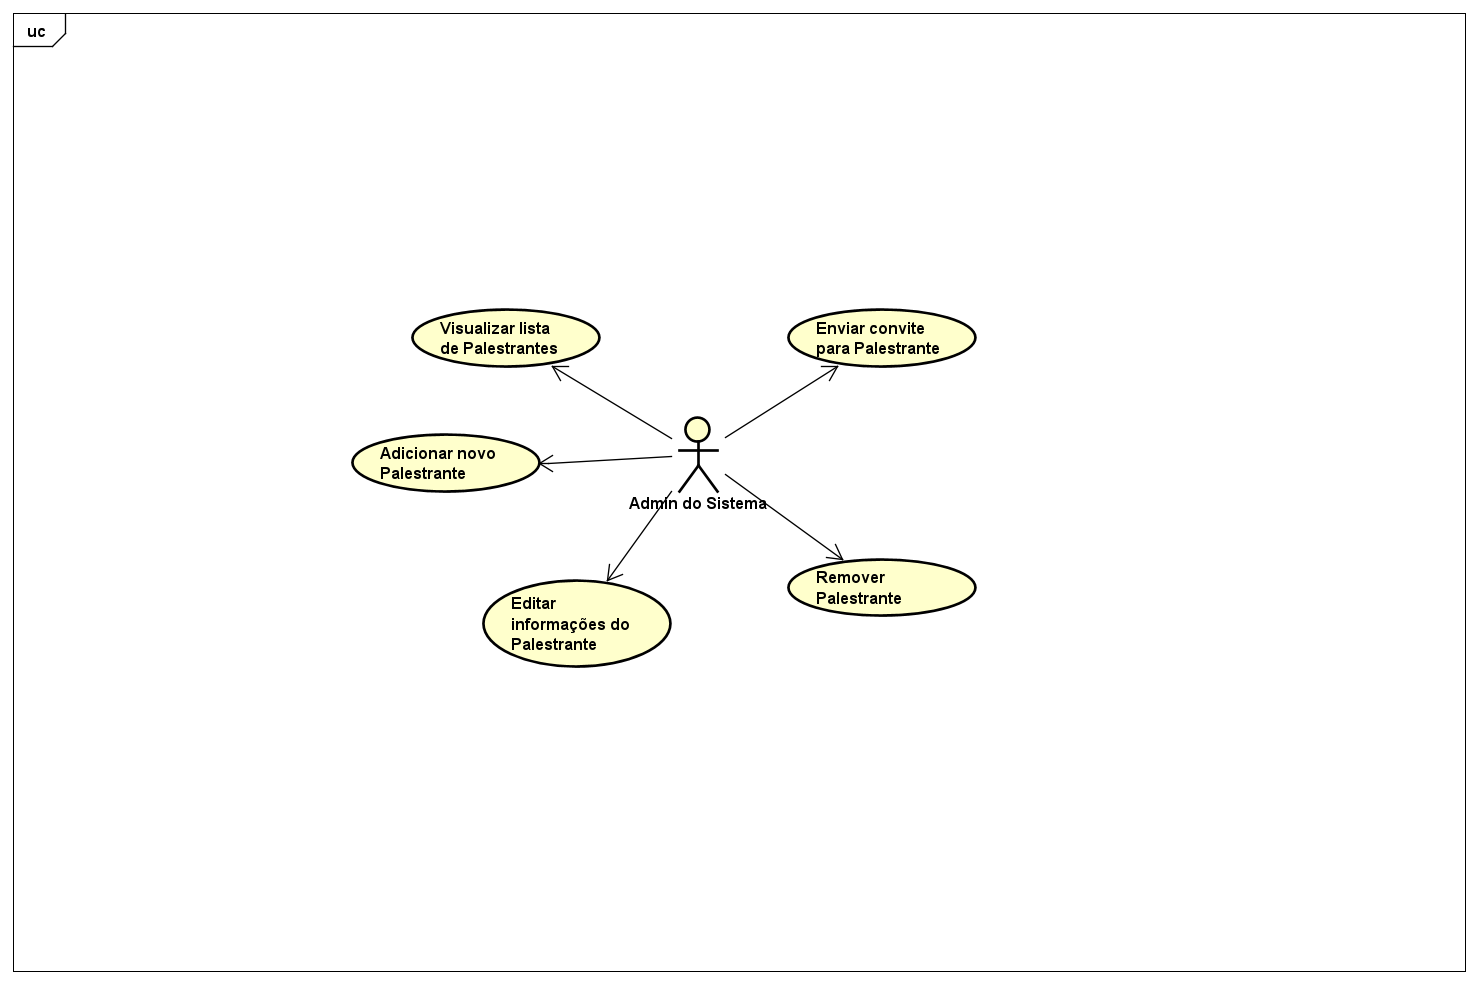 uc
Visualizar lista
de Palestrantes
Enviar convite
para Palestrante
Adicionar novo
Palestrante
Admin do Sistema
Editar
informações do
Palestrante
Remover
Palestrante